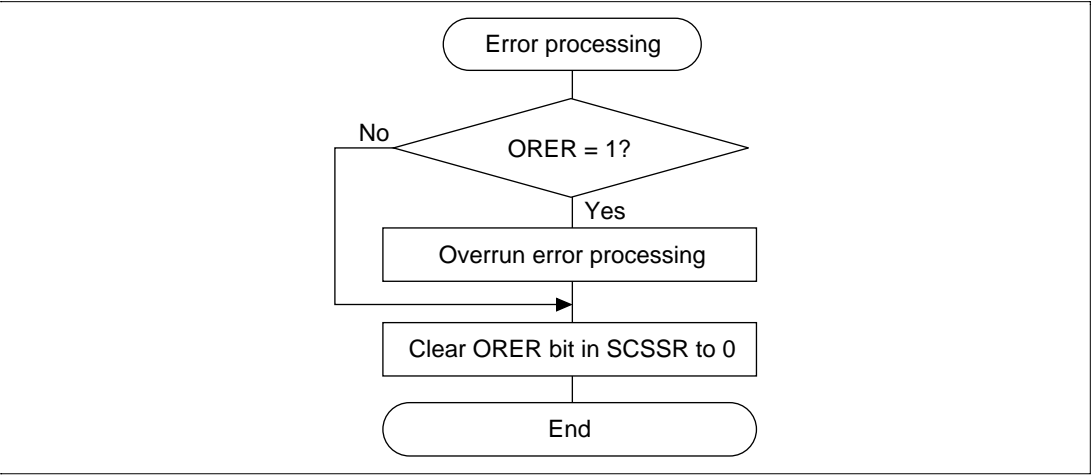 Error processing
No
ORER = 1?
Yes
Overrun error processing
Clear ORER bit in SCSSR to 0
End